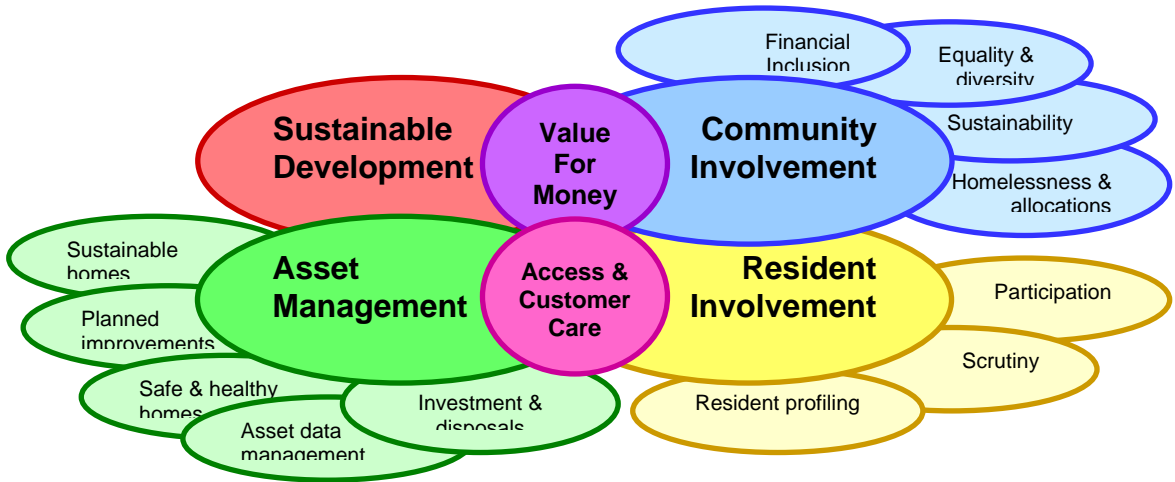 Financial
Inclusion
Equality &
diversity
Sustainable
Development
Value
For
Money
Community
Involvement
Sustainability
Homelessness &
allocations
Sustainable
homes
Asset
Management
Access &
Customer
Care
Resident
Involvement
Participation
Planned
improvements
Scrutiny
Safe & healthy
homes
Investment &
disposals
Resident profiling
Asset data
management